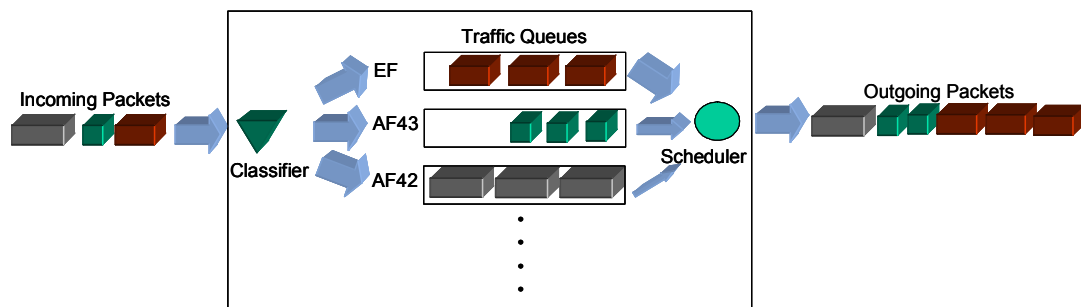 Traffic Queues
EF
Incoming Packets
Outgoing Packets
AF43
Classifier
Scheduler
AF42